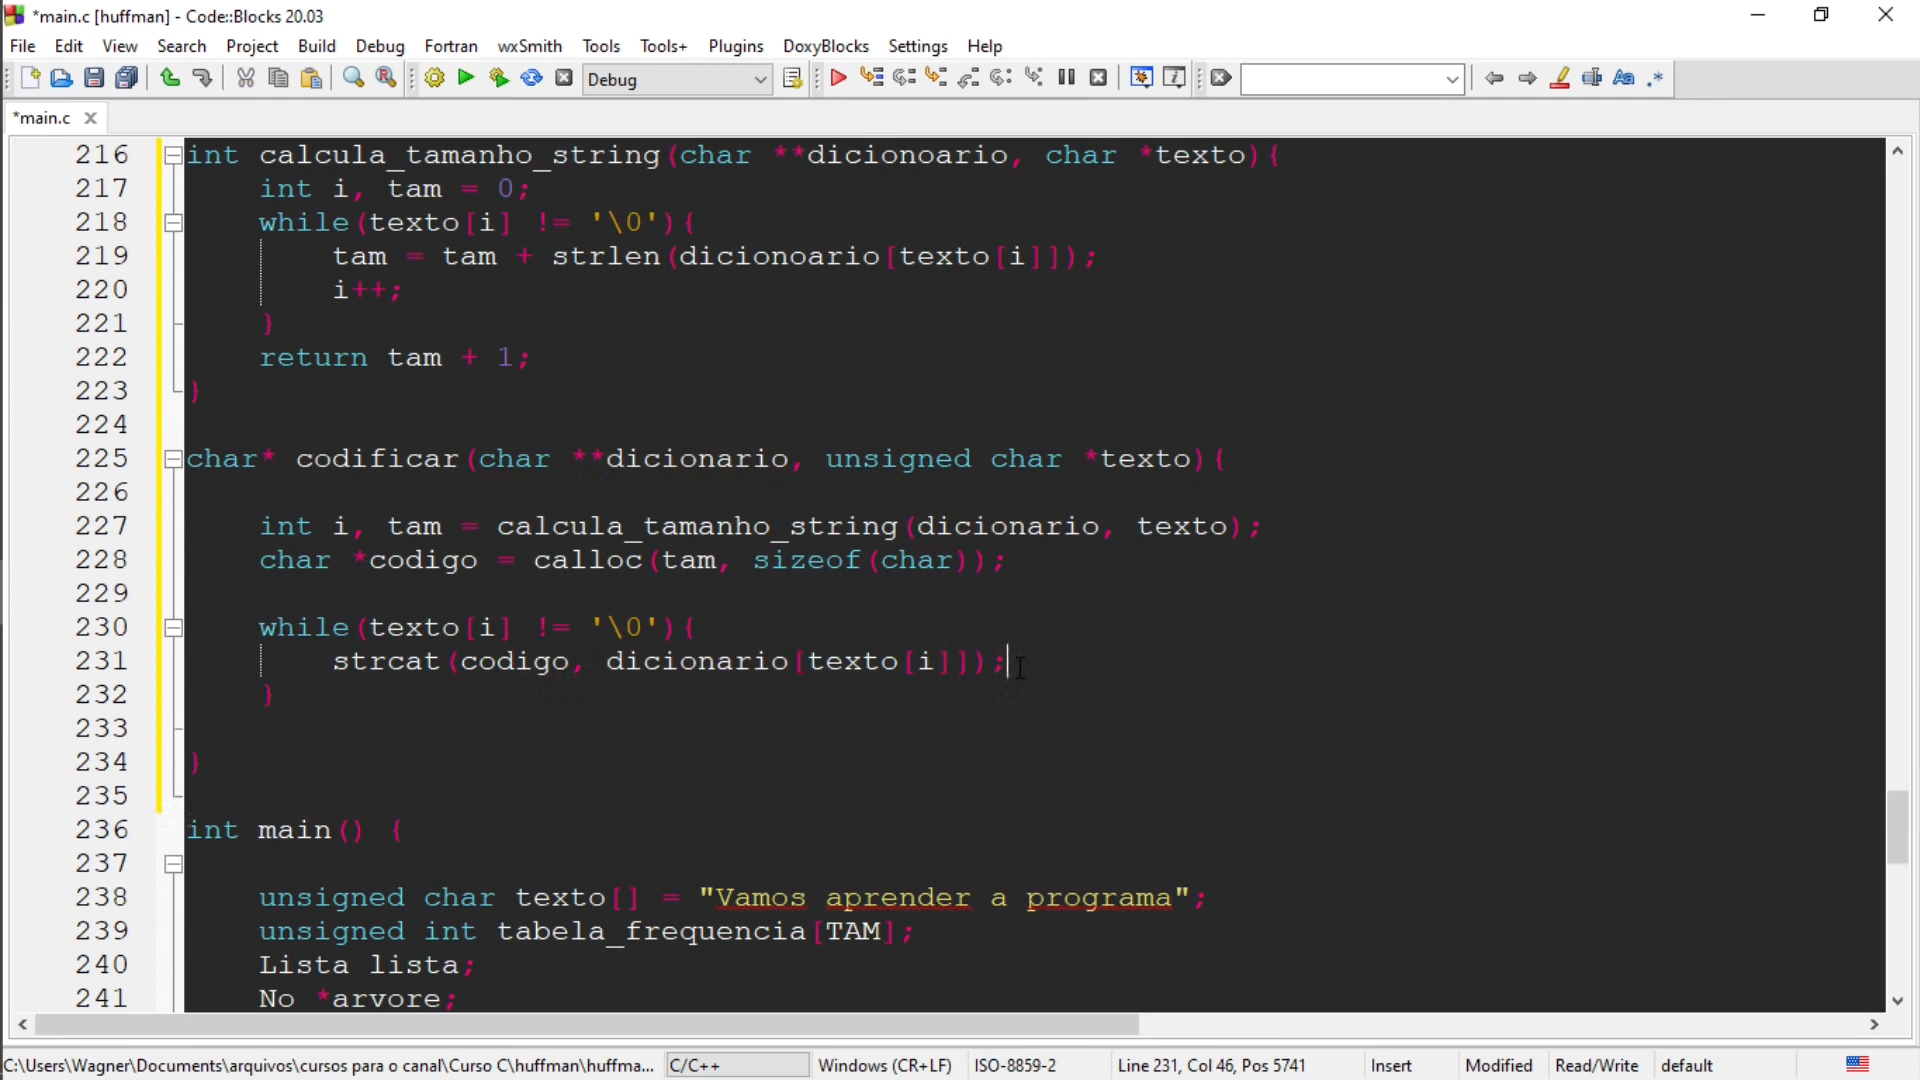 *main.c [huffman] - Code::Blocks 20.03
File Edit View Search Project Build Debug Fortran wxSmith Tools Tools+ Plugins DoxyBlocks Settings Help
Debug
*main.c
216 int calcula_tamanho_string(char **dicionoario, char *texto){
217 int i, tam = 0;
218 while(texto[i] != '\0'){
219 tam = tam + strlen(dicionoario[texto[i]]);
220 i++;
221 }
222 return tam + 1;
223 }
224
225 char* codificar(char **dicionario, unsigned char *texto){
226
227 int i, tam = calcula_tamanho_string(dicionario, texto);
228 char *codigo = calloc(tam, sizeof(char));
229
230 while(texto[i] != '\0'){
231 strcat(codigo, dicionario[texto[i]]);
232 }
233
234 }
235
236 int main() {
237
238 unsigned char texto[] = "Vamos aprender a programa";
239 unsigned int tabela_frequencia[TAM];
240 Lista lista;
241 No *arvore;
C:\Users\Wagner\Documents\arquivos\cursos para o canal\Curso C\huffman\huffma... C/C++ Windows (CR+LF) ISO-8859-2 Line 231, Col 46, Pos 5741 Insert Modified Read/Write default